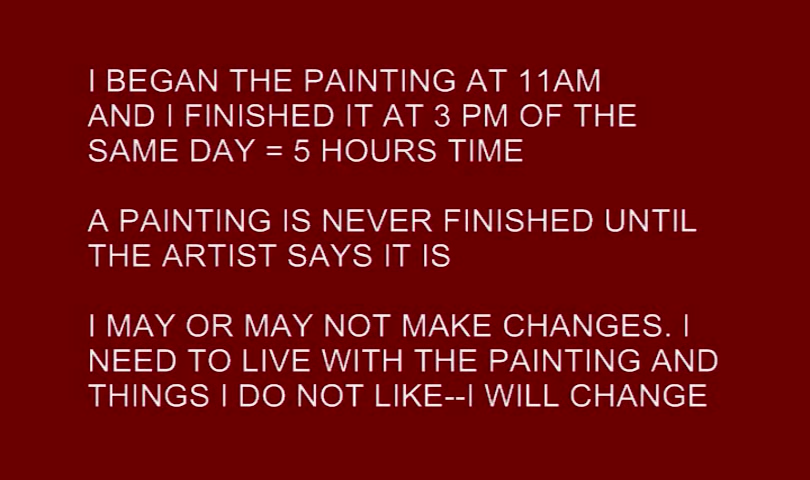 I BEGAN THE PAINTING AT 11AM
AND I FINISHED IT AT 3 PM OF THE
SAME DAY = 5 HOURS TIME
A PAINTING IS NEVER FINISHED UNTIL
THE ARTIST SAYS IT IS
I MAY OR MAY NOT MAKE CHANGES. I
NEED TO LIVE WITH THE PAINTING AND
THINGS I DO NOT LIKE--I WILL CHANGE